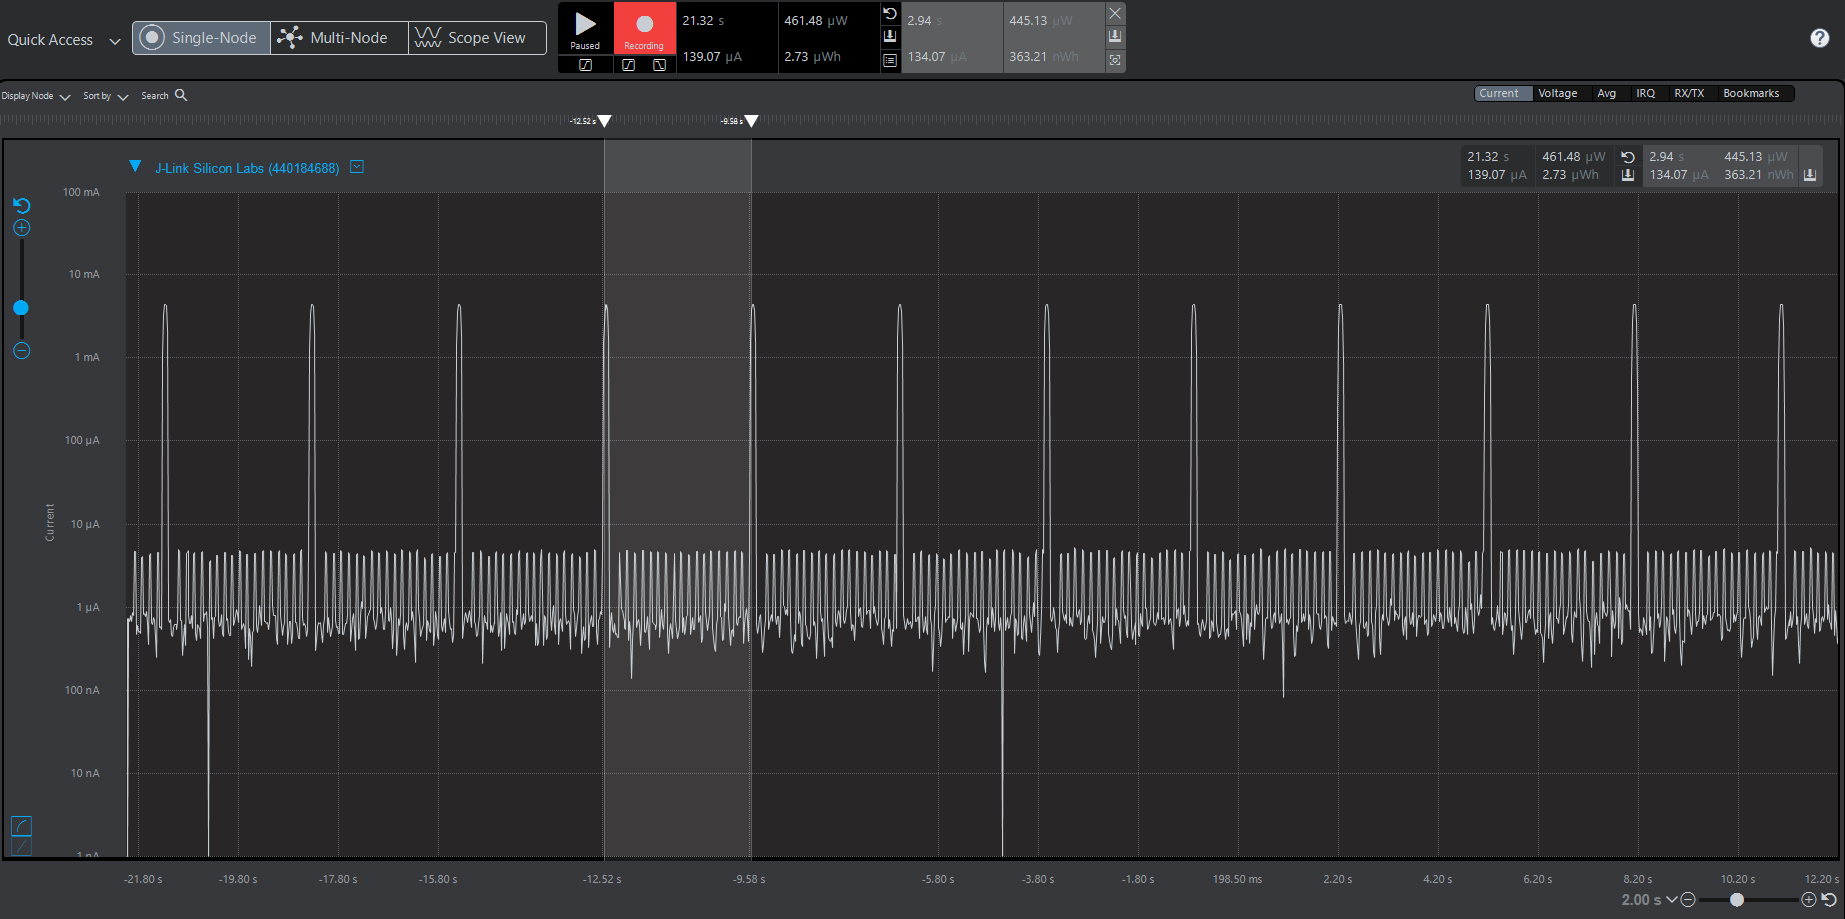 Quick Access
Single-Node
Multi-Node
Scope View
Paused
Recording
21.32 s 461.48 µW
139.07 µA 2.73 µWh
2.94 s 445.13 µW
134.07 µA 363.21 nWh
?
Display Node Sort by Search
Current Voltage Avg IRQ RX/TX Bookmarks
-12.52 s -9.58 s
J-Link Silicon Labs (440184688)
21.32 s 461.48 µW 2.94 s 445.13 µW
139.07 µA 2.73 µWh 134.07 µA 363.21 nWh
100 mA
10 mA
1 mA
100 µA
10 µA
1 µA
100 nA
10 nA
1 nA
Current
-21.80 s -19.80 s -17.80 s -15.80 s -12.52 s -9.58 s -5.80 s -3.80 s -1.80 s 198.50 ms 2.20 s 4.20 s 6.20 s 8.20 s 10.20 s 12.20 s
2.00 s